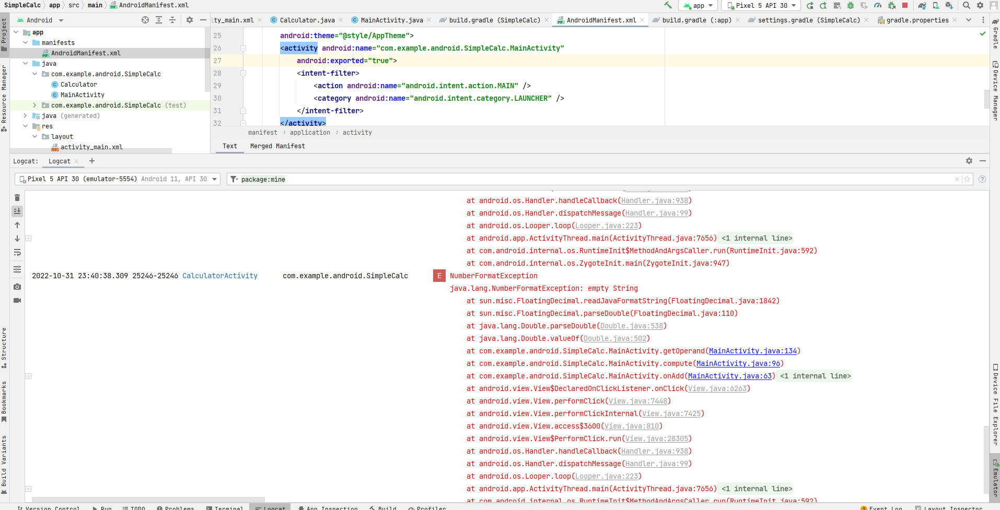 SimpleCalc app src main AndroidManifest.xml
app Pixel 5 API 30
Android
ity_main.xml Calculator.java MainActivity.java build.gradle (SimpleCalc) AndroidManifest.xml build.gradle (:app) settings.gradle (SimpleCalc) gradle.properties
Project
Resource Manager
Structure
Bookmarks
Build Variants
app
manifests
AndroidManifest.xml
java
com.example.android.SimpleCalc
Calculator
MainActivity
com.example.android.SimpleCalc (test)
java (generated)
res
layout
activity_main.xml
25 android:theme="@style/AppTheme">
26 <activity android:name="com.example.android.SimpleCalc.MainActivity"
27 android:exported="true">
28 <intent-filter>
29 <action android:name="android.intent.action.MAIN" />
30 <category android:name="android.intent.category.LAUNCHER" />
31 </intent-filter>
32 </activity>
manifest > application > activity
Text Merged Manifest
Gradle
Device Manager
Device File Explorer
Emulator
Logcat: Logcat
Pixel 5 API 30 (emulator-5554) Android 11, API 30 package:mine
at android.os.Handler.handleCallback(Handler.java:938)
at android.os.Handler.dispatchMessage(Handler.java:99)
at android.os.Looper.loop(Looper.java:223)
at android.app.ActivityThread.main(ActivityThread.java:7656) <1 internal line>
at com.android.internal.os.RuntimeInit$MethodAndArgsCaller.run(RuntimeInit.java:592)
at com.android.internal.os.ZygoteInit.main(ZygoteInit.java:947)
2022-10-31 23:40:38.309 25246-25246 CalculatorActivity com.example.android.SimpleCalc E NumberFormatException
java.lang.NumberFormatException: empty String
at sun.misc.FloatingDecimal.readJavaFormatString(FloatingDecimal.java:1842)
at sun.misc.FloatingDecimal.parseDouble(FloatingDecimal.java:110)
at java.lang.Double.parseDouble(Double.java:538)
at java.lang.Double.valueOf(Double.java:502)
at com.example.android.SimpleCalc.MainActivity.getOperand(MainActivity.java:134)
at com.example.android.SimpleCalc.MainActivity.compute(MainActivity.java:96)
at com.example.android.SimpleCalc.MainActivity.onAdd(MainActivity.java:63) <1 internal line>
at android.view.View$DeclaredOnClickListener.onClick(View.java:6263)
at android.view.View.performClick(View.java:7448)
at android.view.View.performClickInternal(View.java:7425)
at android.view.View.access$3600(View.java:810)
at android.view.View$PerformClick.run(View.java:28305)
at android.os.Handler.handleCallback(Handler.java:938)
at android.os.Handler.dispatchMessage(Handler.java:99)
at android.os.Looper.loop(Looper.java:223)
at android.app.ActivityThread.main(ActivityThread.java:7656) <1 internal line>
at com.android.internal.os.RuntimeInit$MethodAndArgsCaller.run(RuntimeInit.java:592)
Version Control Run TODO Problems Terminal Logcat App Inspection Build Profiler 1 Event Log Layout Inspector